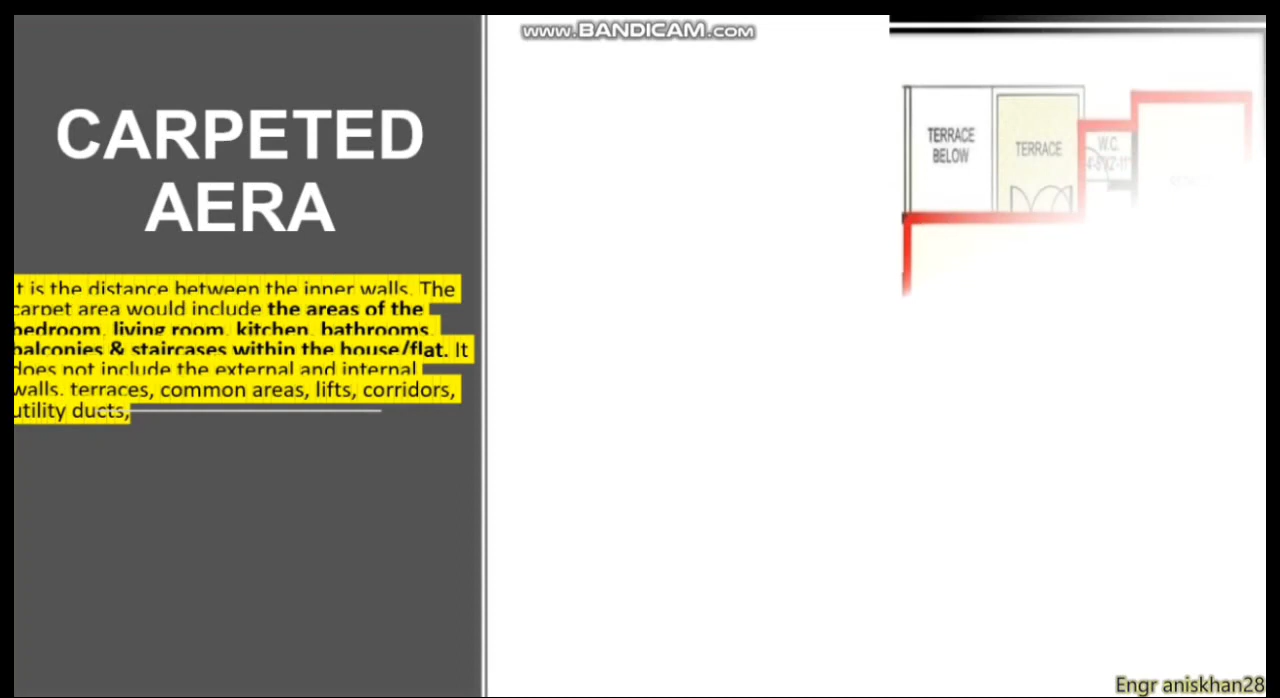 www.BANDICAM.com
CARPETED
AERA
t is the distance between the inner walls. The
carpet area would include the areas of the
bedroom, living room, kitchen, bathrooms,
balconies & staircases within the house/flat. It
does not include the external and internal
walls. terraces, common areas, lifts, corridors,
utility ducts,
TERRACE
BELOW
TERRACE
W.C.
Engr aniskhan28